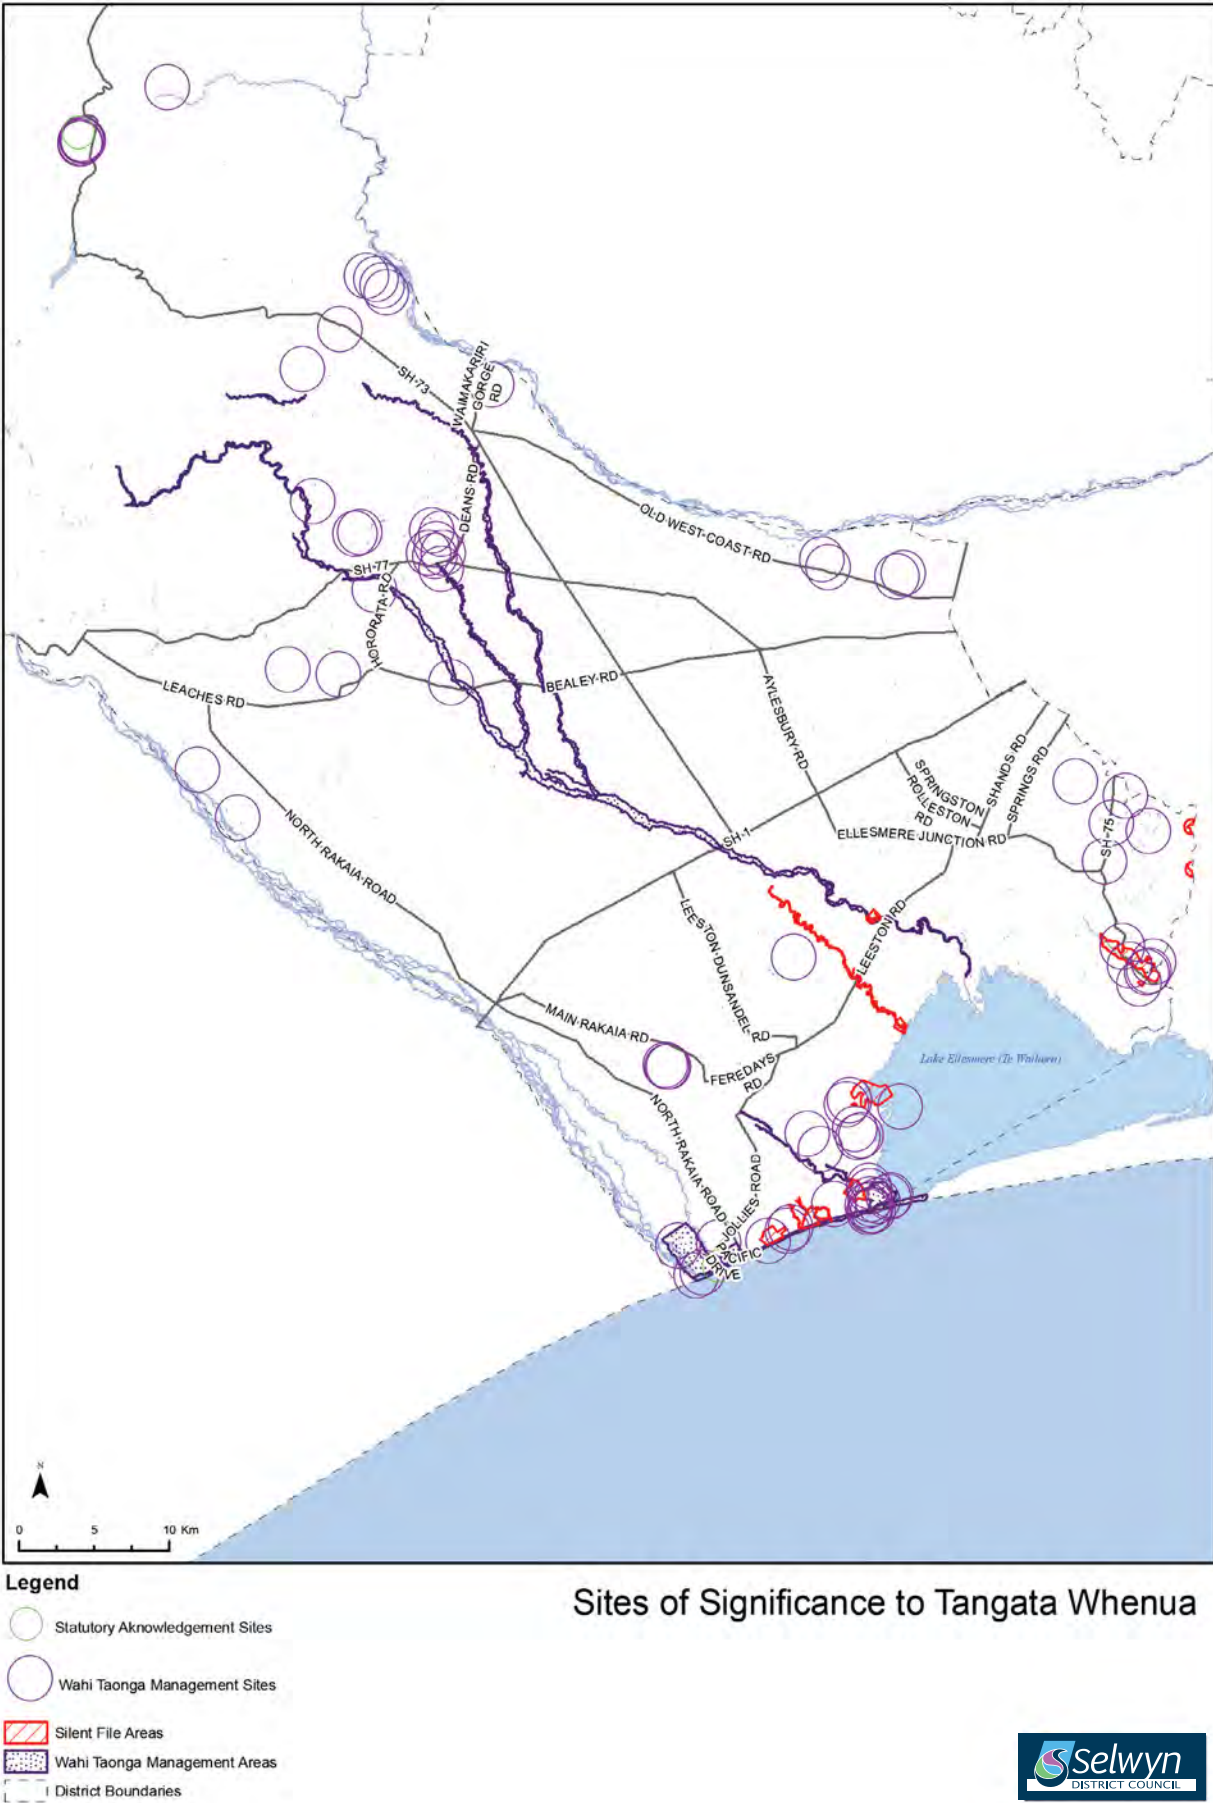 SH-73
WAIMAKARIRI
GORGE
RD
DEANS RD
OLD WEST COAST RD
SH-77
HORORATA RD
LEACHES RD
BEALEY RD
AYLESBURY RD
SPRINGSTON
ROLLESTON
RD
SHANDS RD
SPRINGS RD
NORTH RAKAIA ROAD
SH-1
ELLESMERE JUNCTION RD
SH-75
LEESTON DUNSANDEL RD
LEESTON RD
MAIN RAKAIA RD
FEREDAYS
RD
Lake Ellesmere (Te Waihora)
NORTH RAKAIA ROAD
JOLLIES ROAD
PACIFIC
DRIVE
N
0 5 10 Km
Legend
Sites of Significance to Tangata Whenua
Statutory Aknowledgement Sites
Wahi Taonga Management Sites
Silent File Areas
Wahi Taonga Management Areas
District Boundaries
Selwyn
DISTRICT COUNCIL